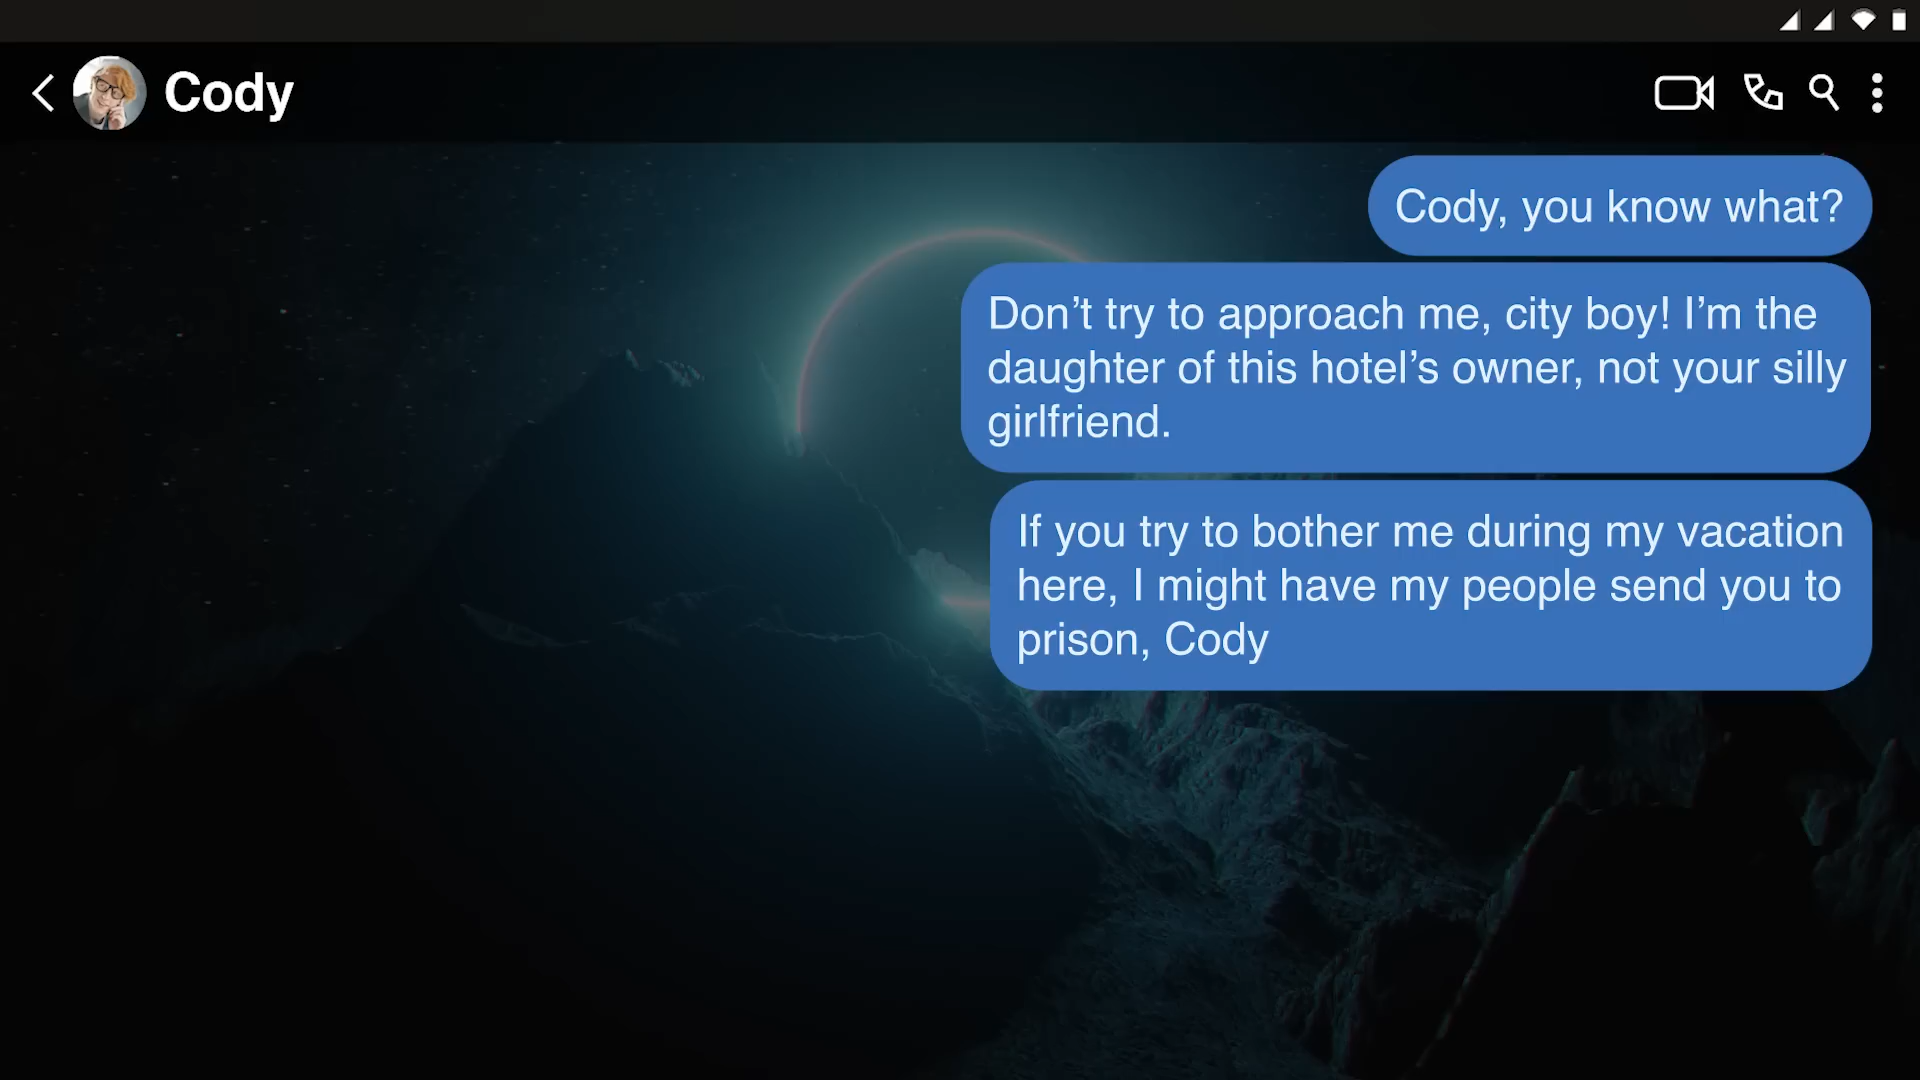 Cody
Cody, you know what?
Don’t try to approach me, city boy! I’m the
daughter of this hotel’s owner, not your silly
girlfriend.
If you try to bother me during my vacation
here, I might have my people send you to
prison, Cody